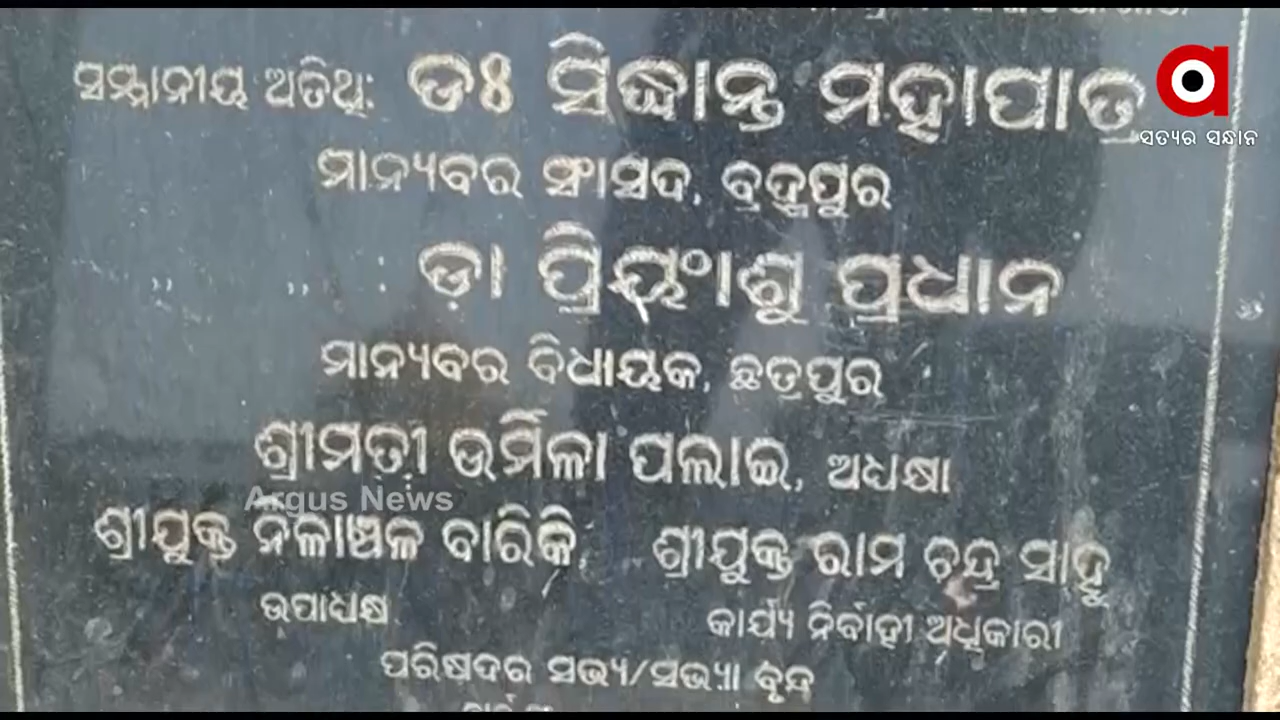 ସମ୍ମାନୀୟ ଅତିଥି: ଡଃ ସିଦ୍ଧାନ୍ତ ମହାପାତ୍ର
ସତ୍ୟର ସନ୍ଧାନ
ମାନ୍ୟବର ସାଂସଦ, ବ୍ରହ୍ମପୁର
,, ,, : ଡ଼ା ପ୍ରିୟଂାଶୁ ପ୍ରଧାନ
ମାନ୍ୟବର ବିଧାୟକ, ଛତ୍ରପୁର
ଶ୍ରୀମତୀ ଉର୍ମିଳା ପଲାଇ, ଅଧ୍ୟକ୍ଷା
Argus News
ଶ୍ରୀଯୁକ୍ତ ନିଳାଞ୍ଚଳ ବାରିକି, ଶ୍ରୀଯୁକ୍ତ ରାମ ଚନ୍ଦ୍ର ସାହୁ
ଉପାଧ୍ୟକ୍ଷ କାର୍ଯ୍ୟ ନିର୍ବାହୀ ଅଧିକାରୀ
ପରିଷଦର ସଭ୍ୟ/ସଭ୍ୟା ବୃନ୍ଦ